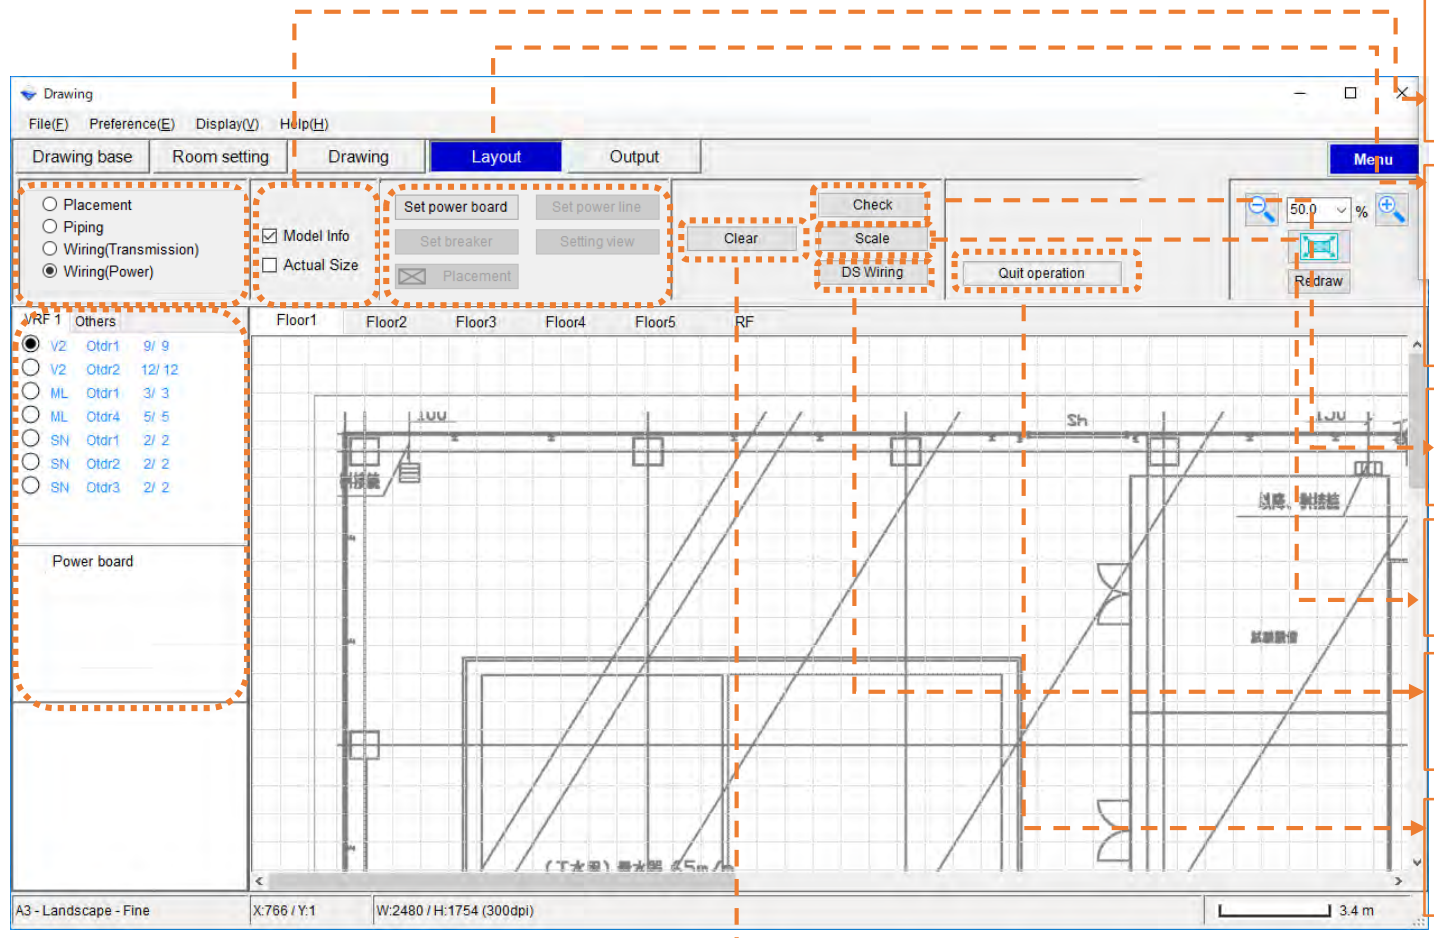 Drawing
File(F) Preference(E) Display(V) Help(H)
Drawing base Room setting Drawing Layout Output Menu
Placement
Piping
Wiring(Transmission)
Wiring(Power)
Model Info
Actual Size
Set power board Set power line
Set breaker Setting view
Placement
Clear
Check
Scale
DS Wiring
Quit operation
50.0 %
Redraw
VRF 1 Others
V2 Otdr1 9/ 9
V2 Otdr2 12/ 12
ML Otdr1 3/ 3
ML Otdr4 5/ 5
SN Otdr1 2/ 2
SN Otdr2 2/ 2
SN Otdr3 2/ 2
Power board
Floor1 Floor2 Floor3 Floor4 Floor5 RF
A3 - Landscape - Fine X:766 / Y:1 W:2480 / H:1754 (300dpi) 3.4 m